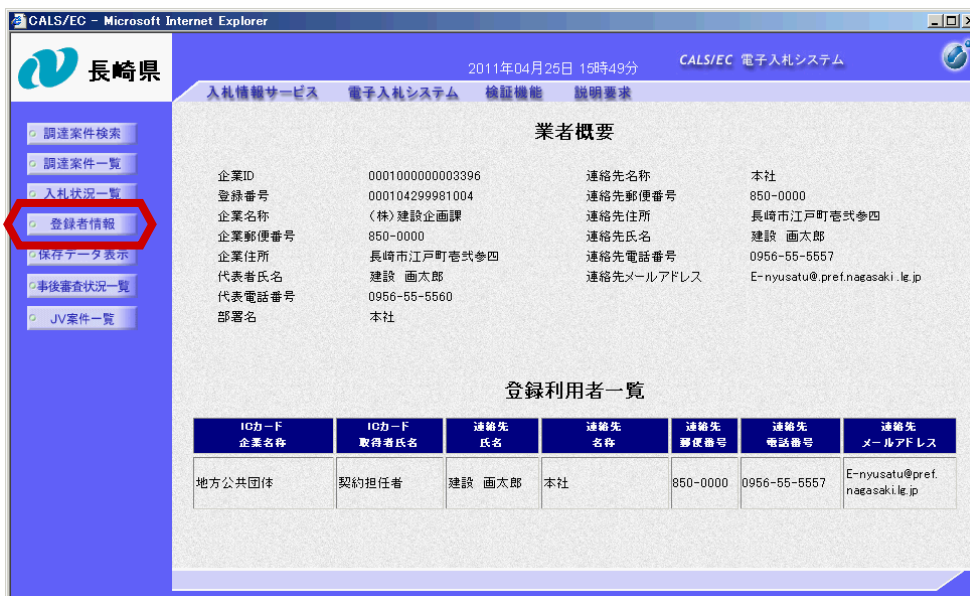 CALS/EC - Microsoft Internet Explorer
長崎県
2011年04月25日 15時49分
CALS/EC 電子入札システム
入札情報サービス 電子入札システム 検証機能 説明要求
調達案件検索
調達案件一覧
入札状況一覧
登録者情報
保存データ表示
事後審査状況一覧
JV案件一覧
業者概要
企業ID 0001000000003396 連絡先名称 本社
登録番号 000104299981004 連絡先郵便番号 850-0000
企業名称 (株)建設企画課 連絡先住所 長崎市江戸町壱弐参四
企業郵便番号 850-0000 連絡先氏名 建設 画太郎
企業住所 長崎市江戸町壱弐参四 連絡先電話番号 0956-55-5557
代表者氏名 建設 画太郎 連絡先メールアドレス E-nyusatu@.pref.nagasaki.lg.jp
代表電話番号 0956-55-5560
部署名 本社
登録利用者一覧
ICカード 企業名称 ICカード 取得者氏名 連絡先 氏名 連絡先 名称 連絡先 郵便番号 連絡先 電話番号 連絡先 メールアドレス
地方公共団体 契約担任者 建設 画太郎 本社 850-0000 0956-55-5557 E-nyusatu@pref.
nagasaki.lg.jp